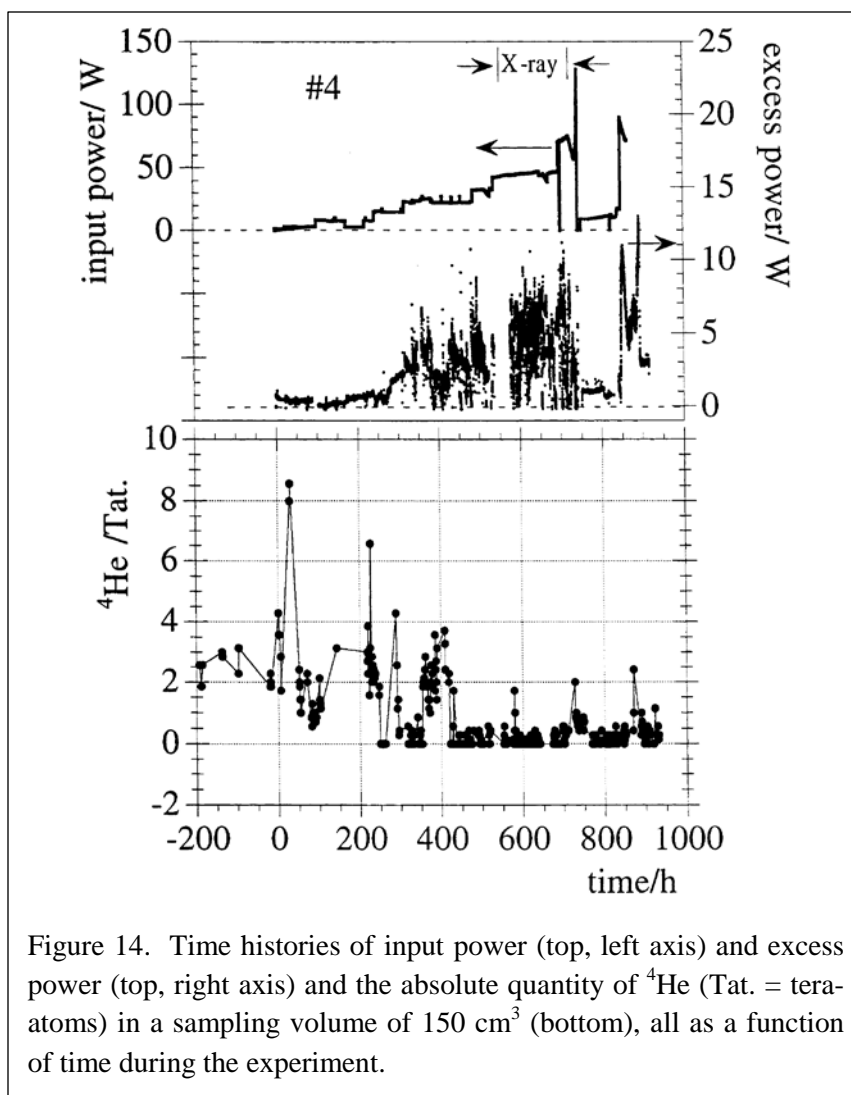 150
100
50
0
input power/ W
#4
X-ray
25
20
15
10
5
0
excess power/ W
10
8
6
4
2
0
-2
⁴He /Tat.
-200 0 200 400 600 800 1000
time/h
Figure 14. Time histories of input power (top, left axis) and excess
power (top, right axis) and the absolute quantity of ⁴He (Tat. = tera-
atoms) in a sampling volume of 150 cm³ (bottom), all as a function
of time during the experiment.